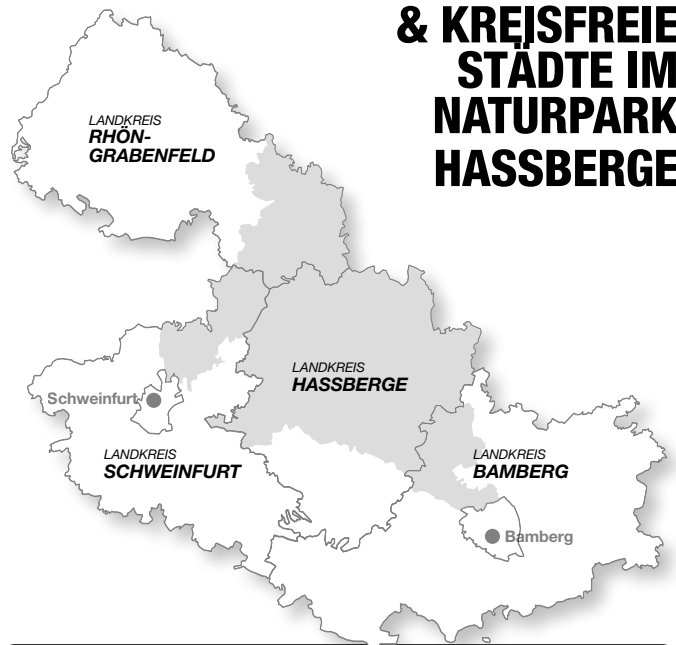 & KREISFREIE
STÄDTE IM
NATURPARK
HASSBERGE
LANDKREIS
RHÖN-
GRABENFELD
LANDKREIS
HASSBERGE
Schweinfurt
LANDKREIS
SCHWEINFURT
LANDKREIS
BAMBERG
Bamberg